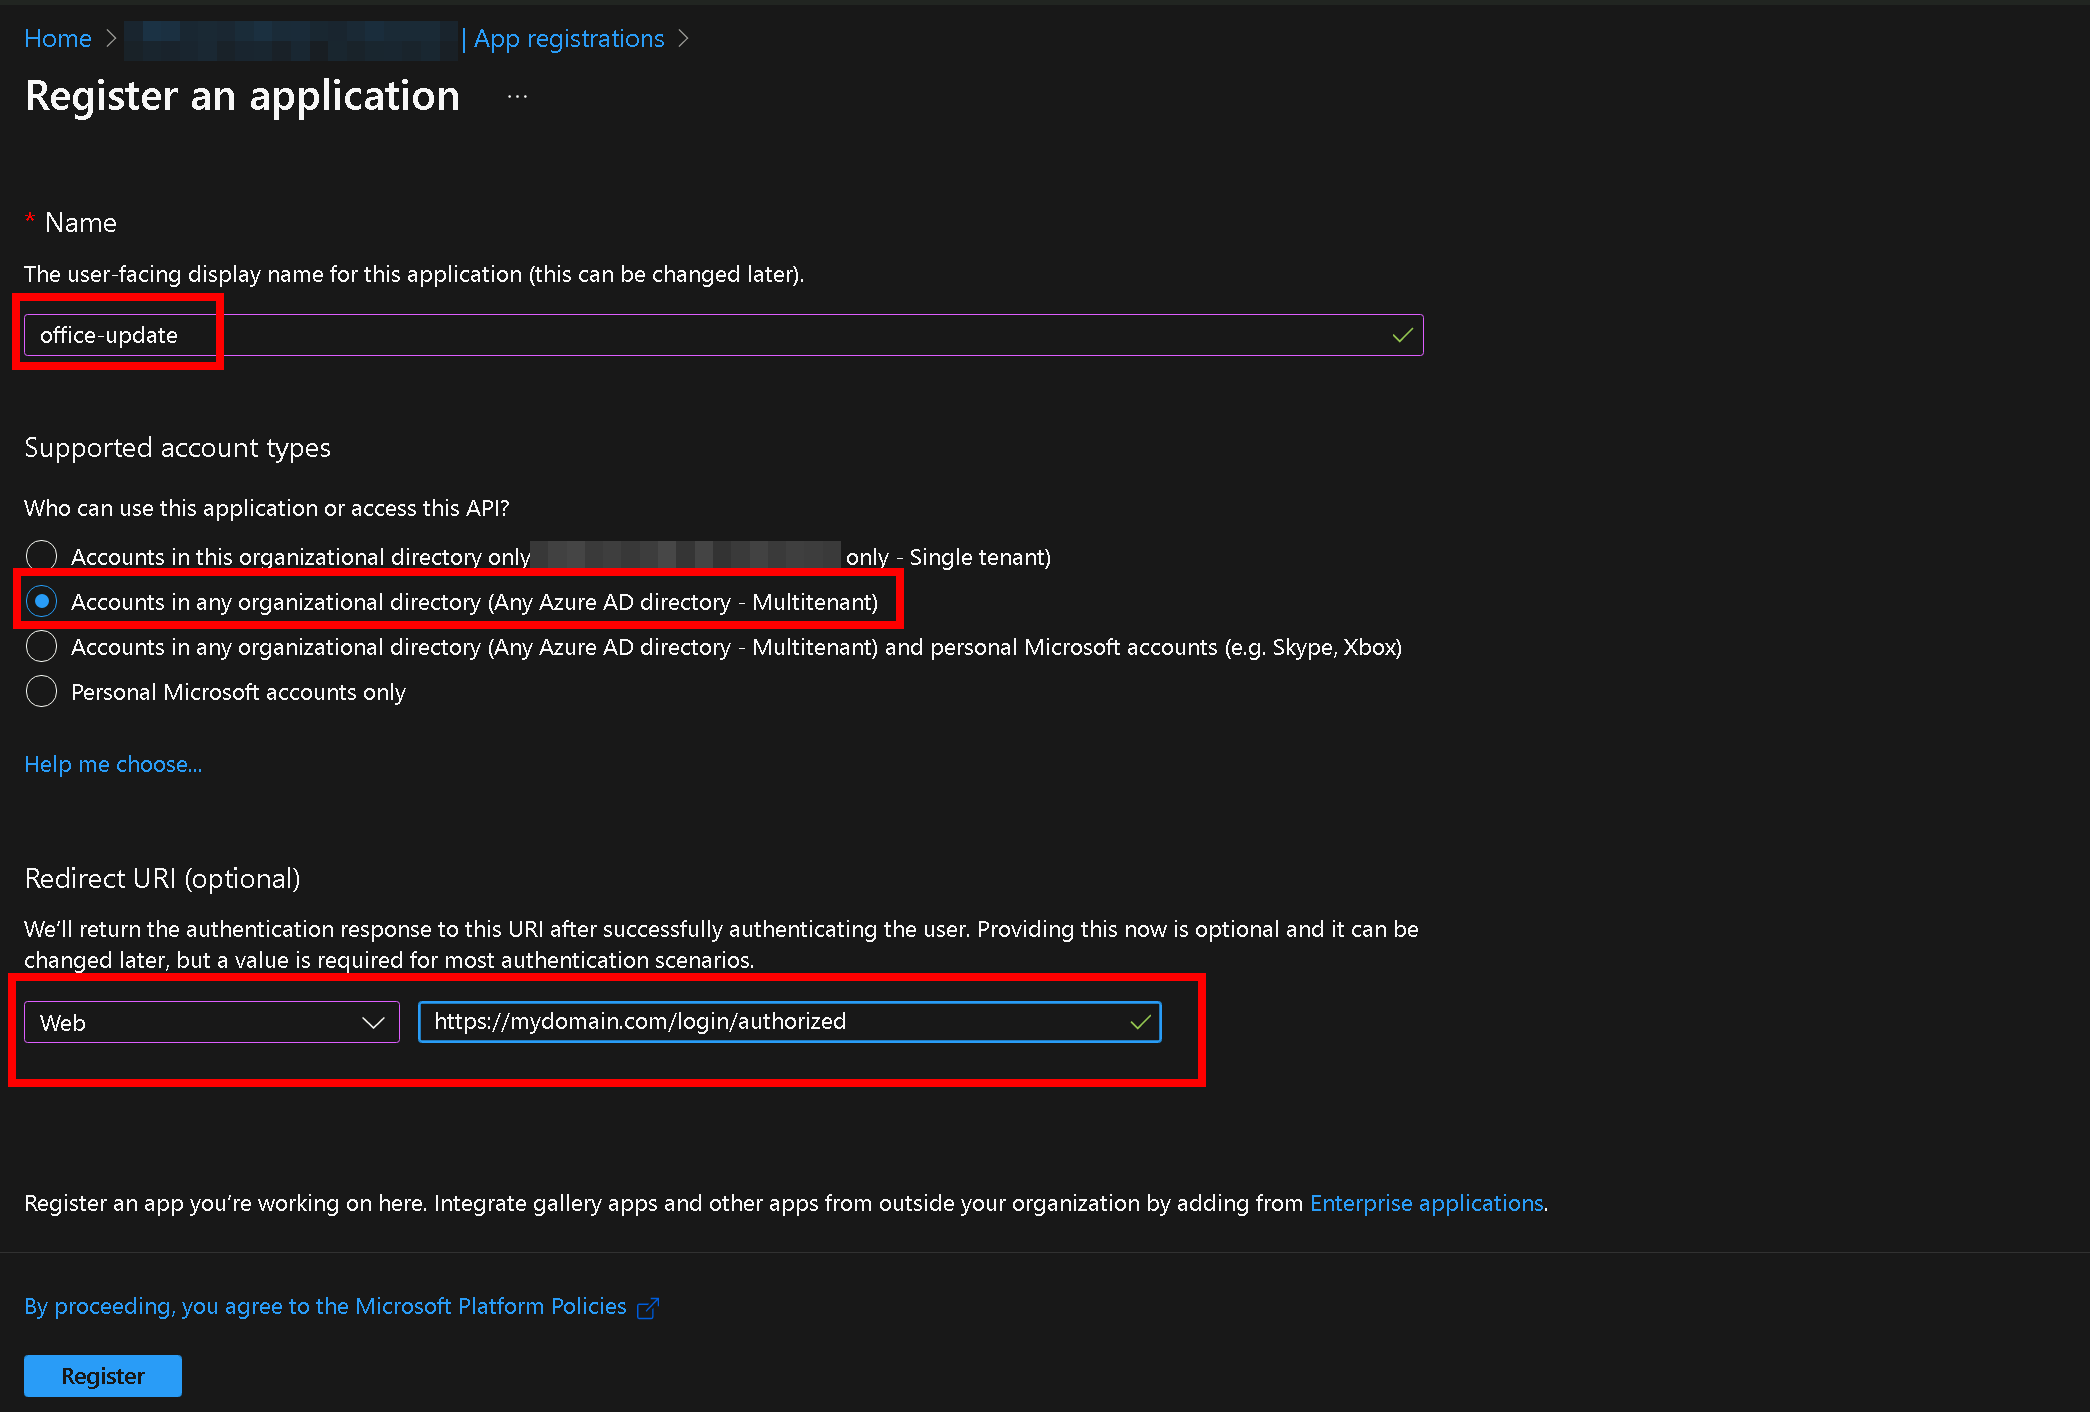 Home > | App registrations >
Register an application ...
* Name
The user-facing display name for this application (this can be changed later).
office-update
Supported account types
Who can use this application or access this API?
Accounts in this organizational directory only only - Single tenant)
Accounts in any organizational directory (Any Azure AD directory - Multitenant)
Accounts in any organizational directory (Any Azure AD directory - Multitenant) and personal Microsoft accounts (e.g. Skype, Xbox)
Personal Microsoft accounts only
Help me choose...
Redirect URI (optional)
We'll return the authentication response to this URI after successfully authenticating the user. Providing this now is optional and it can be
changed later, but a value is required for most authentication scenarios.
Web https://mydomain.com/login/authorized
Register an app you're working on here. Integrate gallery apps and other apps from outside your organization by adding from Enterprise applications.
By proceeding, you agree to the Microsoft Platform Policies
Register